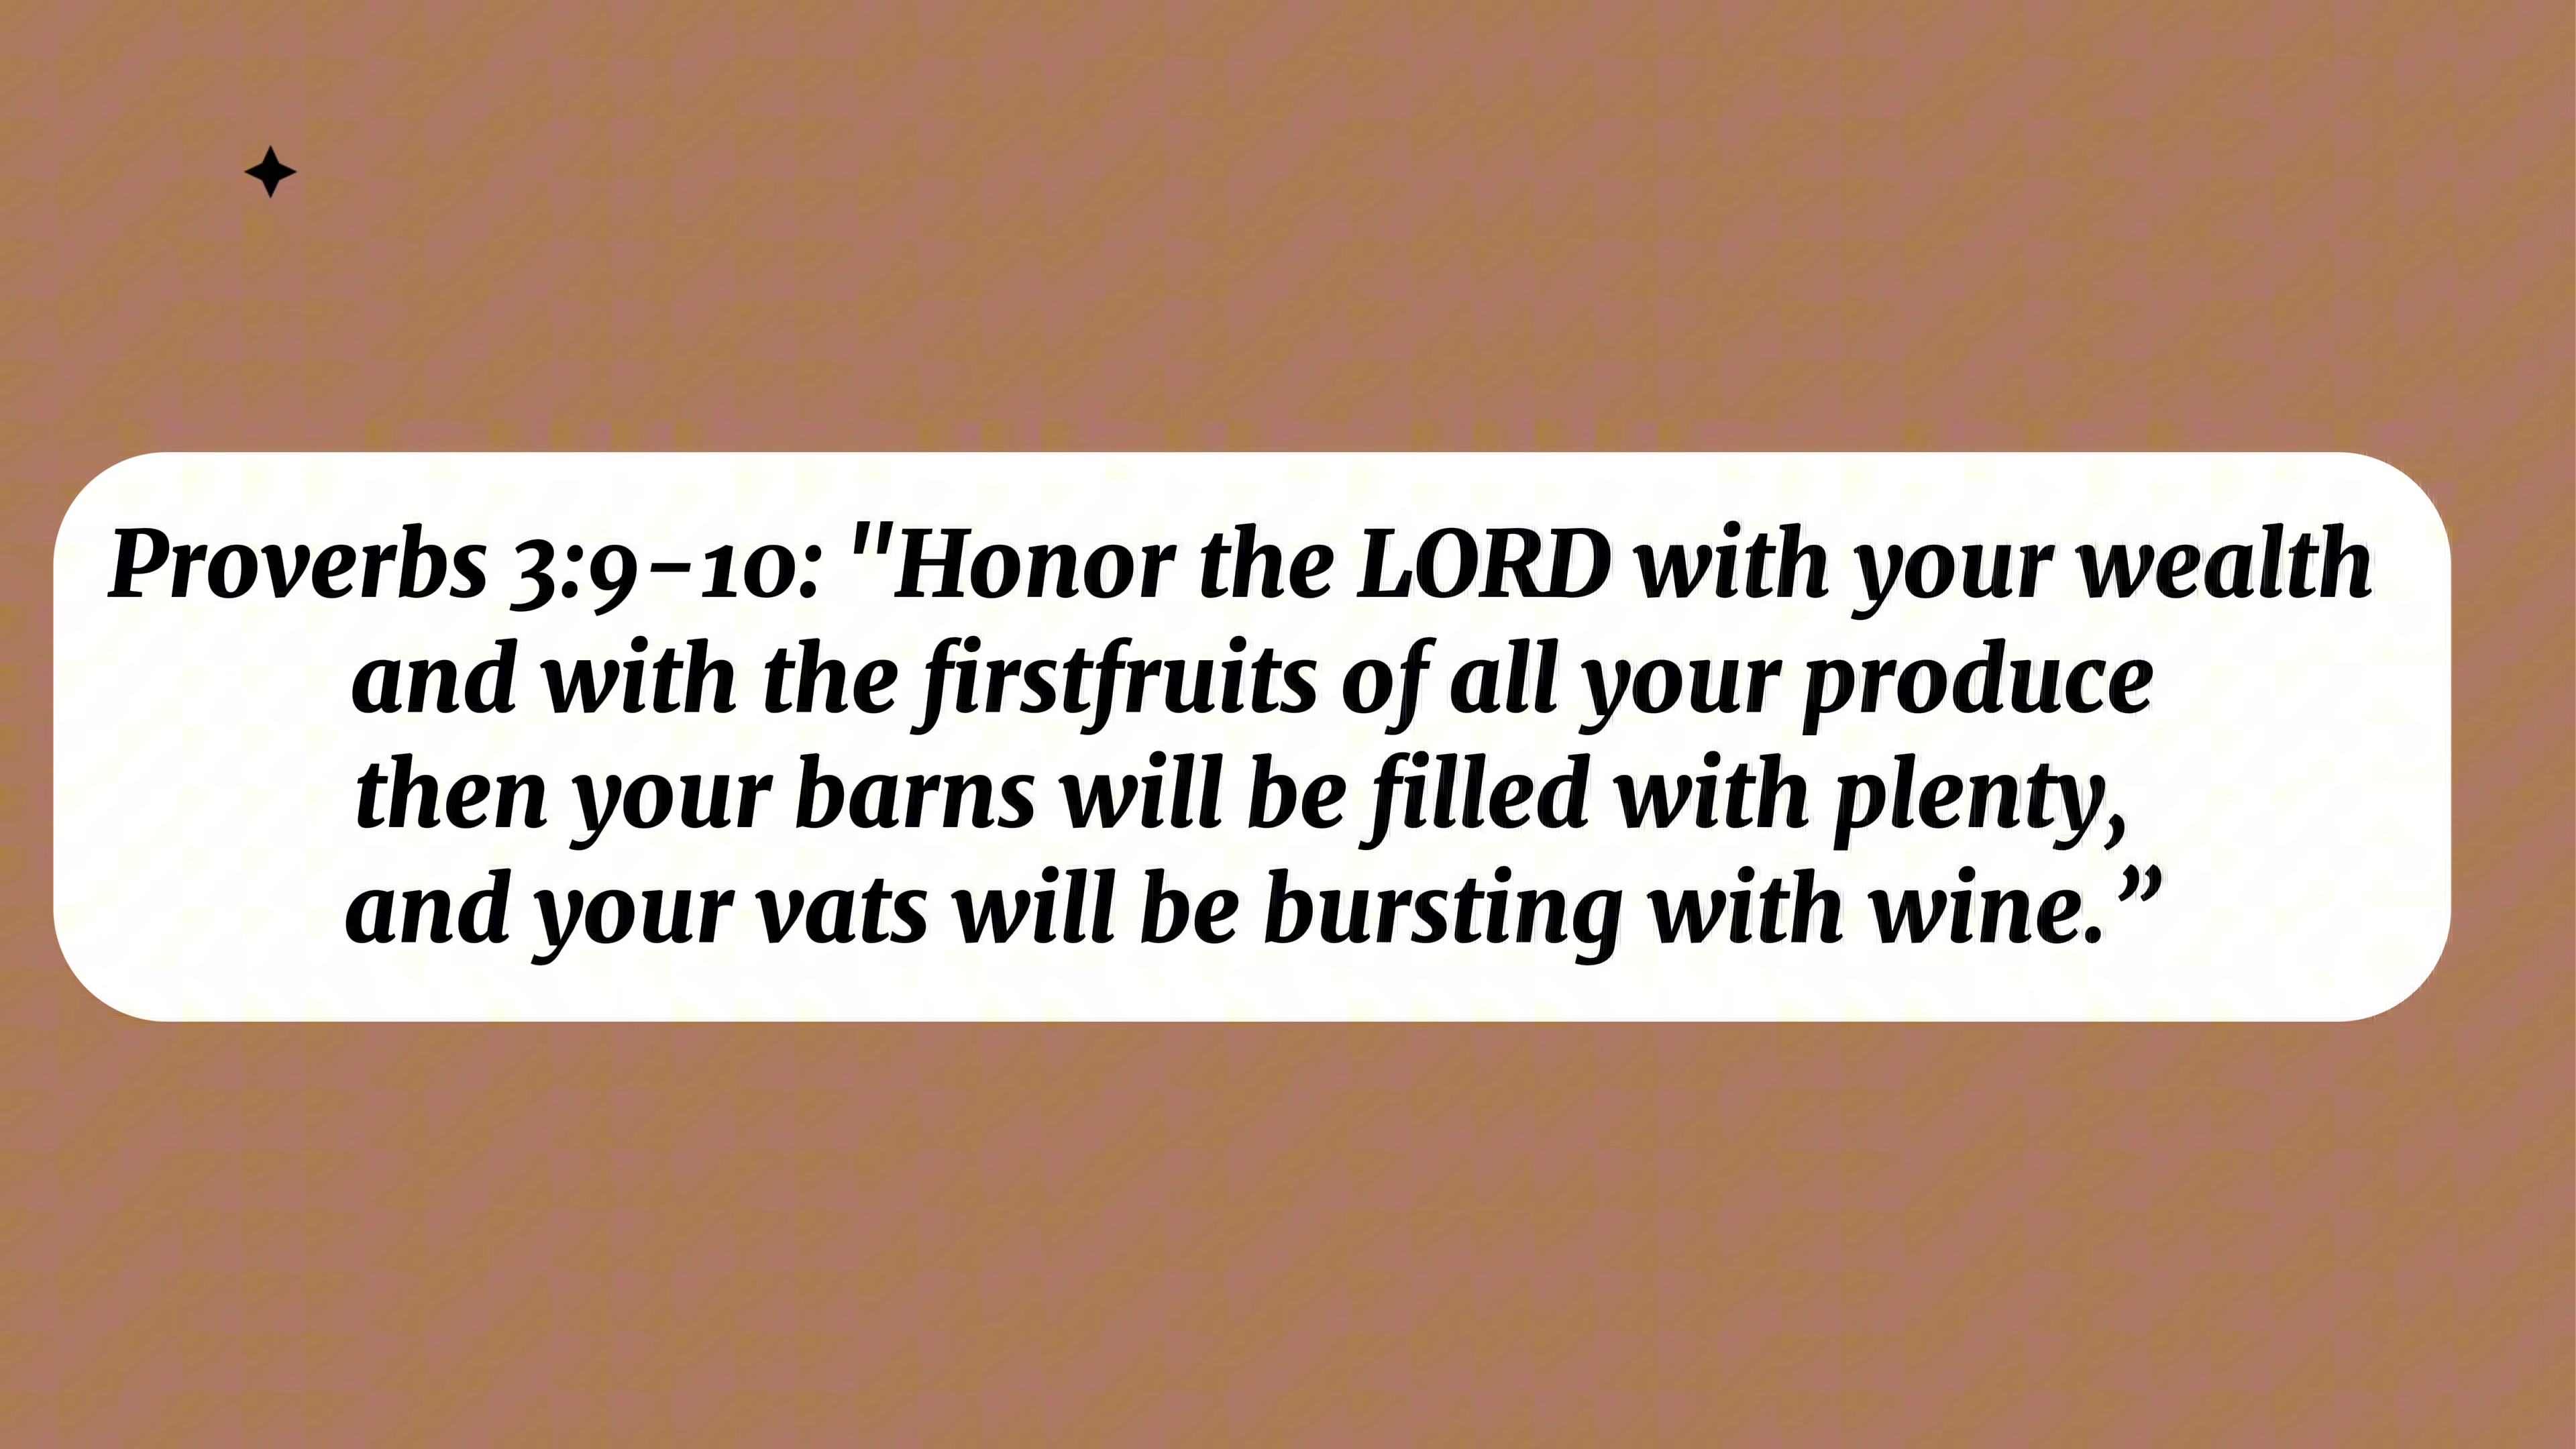 Proverbs 3:9–10: "Honor the LORD with your wealth
and with the firstfruits of all your produce
then your barns will be filled with plenty,
and your vats will be bursting with wine.”